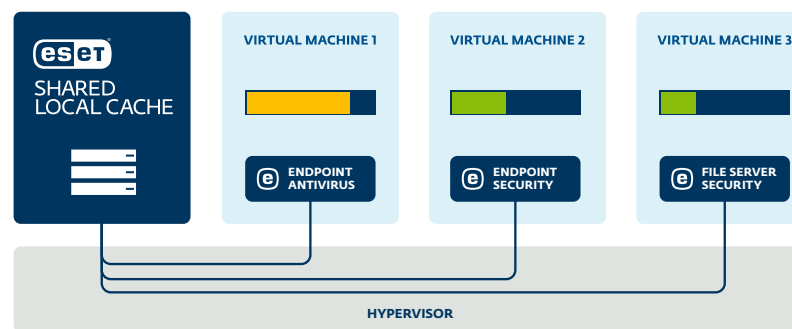 eseT
SHARED
LOCAL CACHE
VIRTUAL MACHINE 1
e ENDPOINT
ANTIVIRUS
VIRTUAL MACHINE 2
e ENDPOINT
SECURITY
VIRTUAL MACHINE 3
e FILE SERVER
SECURITY
HYPERVISOR